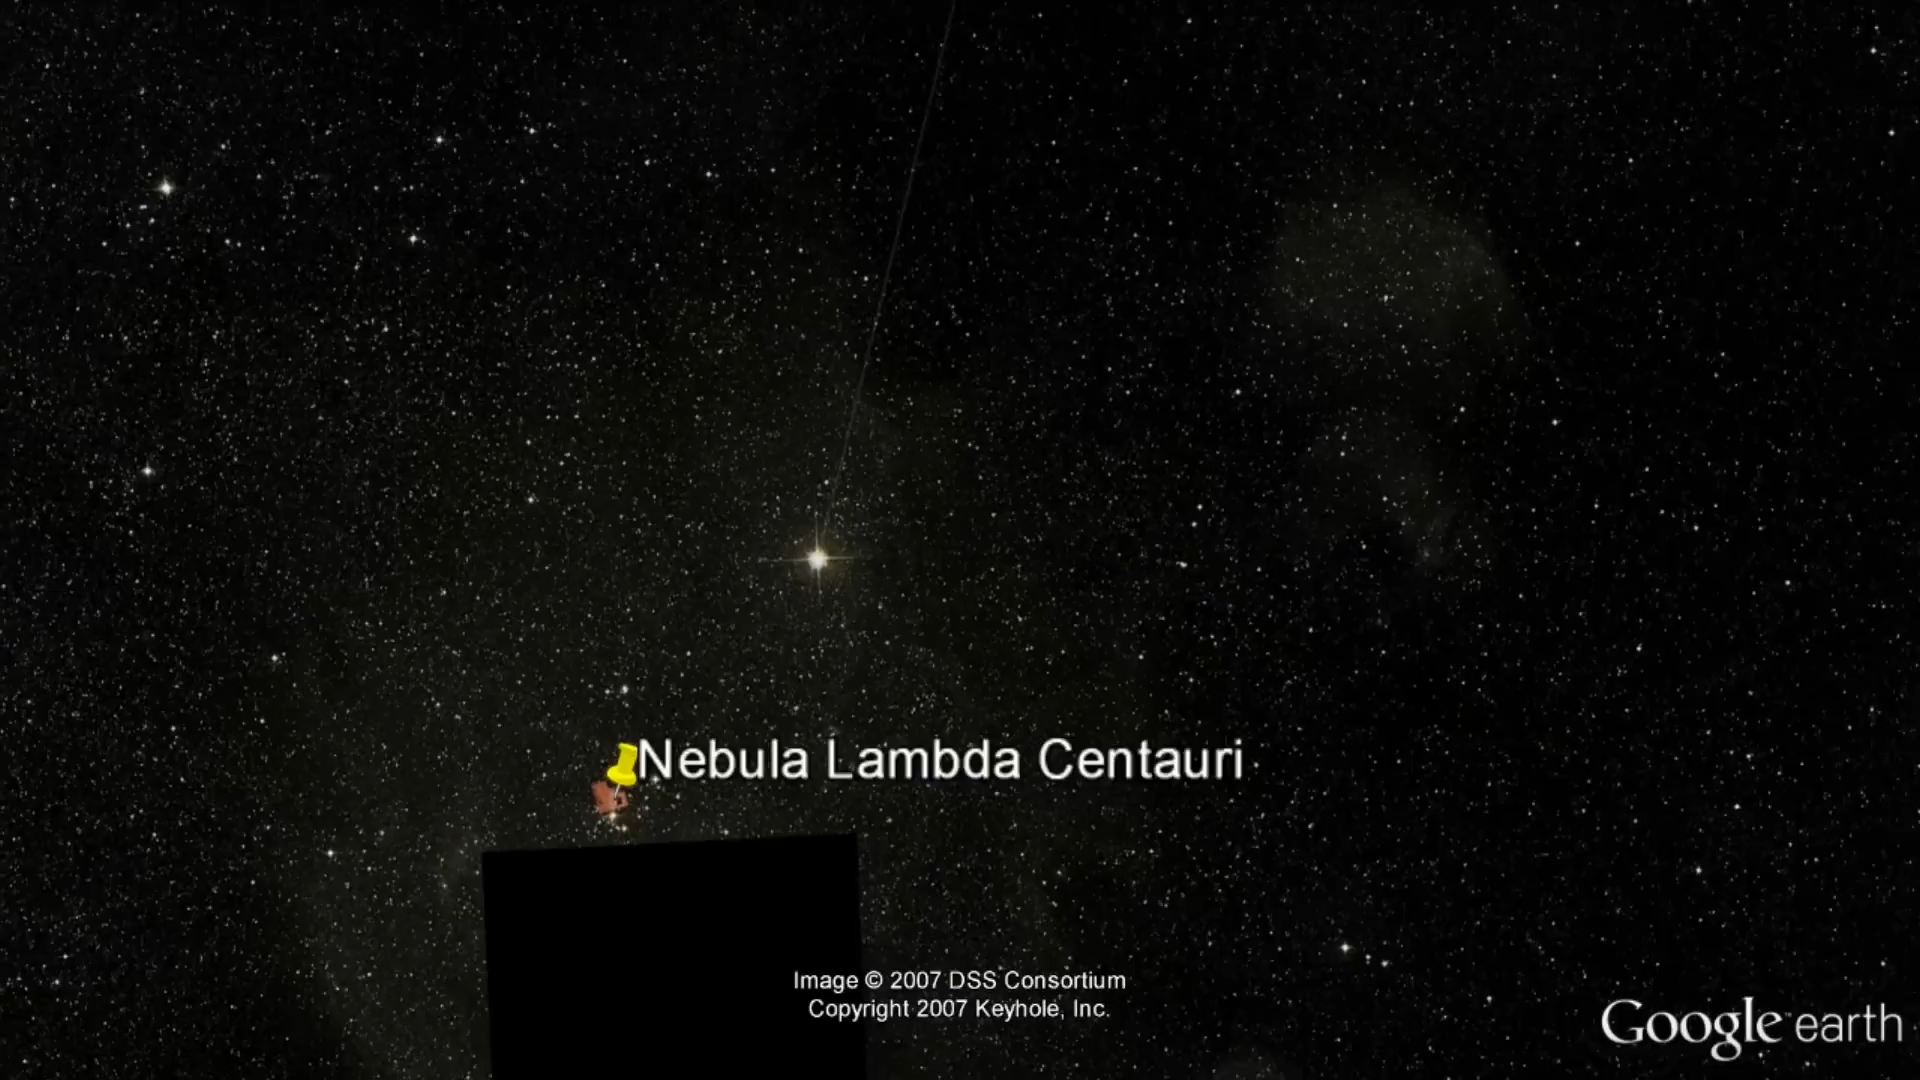 Nebula Lambda Centauri
Image © 2007 DSS Consortium
Copyright 2007 Keyhole, Inc.
Google earth